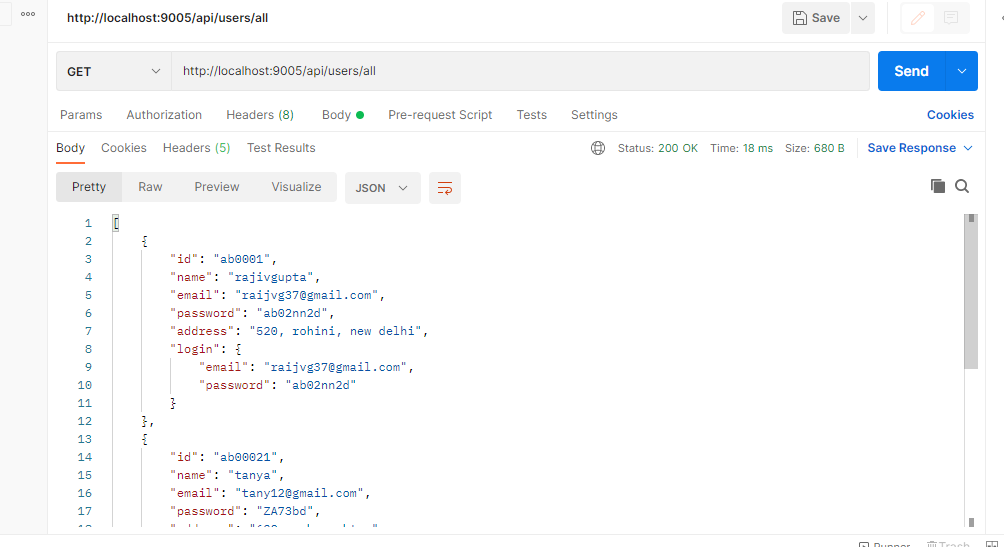 http://localhost:9005/api/users/all
Save
GET
http://localhost:9005/api/users/all
Send
Params Authorization Headers (8) Body Pre-request Script Tests Settings Cookies
Body Cookies Headers (5) Test Results Status: 200 OK Time: 18 ms Size: 680 B Save Response
Pretty Raw Preview Visualize JSON
1 [
2 {
3 "id": "ab0001",
4 "name": "rajivgupta",
5 "email": "raijvg37@gmail.com",
6 "password": "ab02nn2d",
7 "address": "520, rohini, new delhi",
8 "login": {
9 "email": "raijvg37@gmail.com",
10 "password": "ab02nn2d"
11 }
12 },
13 {
14 "id": "ab00021",
15 "name": "tanya",
16 "email": "tany12@gmail.com",
17 "password": "ZA73bd",
18
Runner Trash